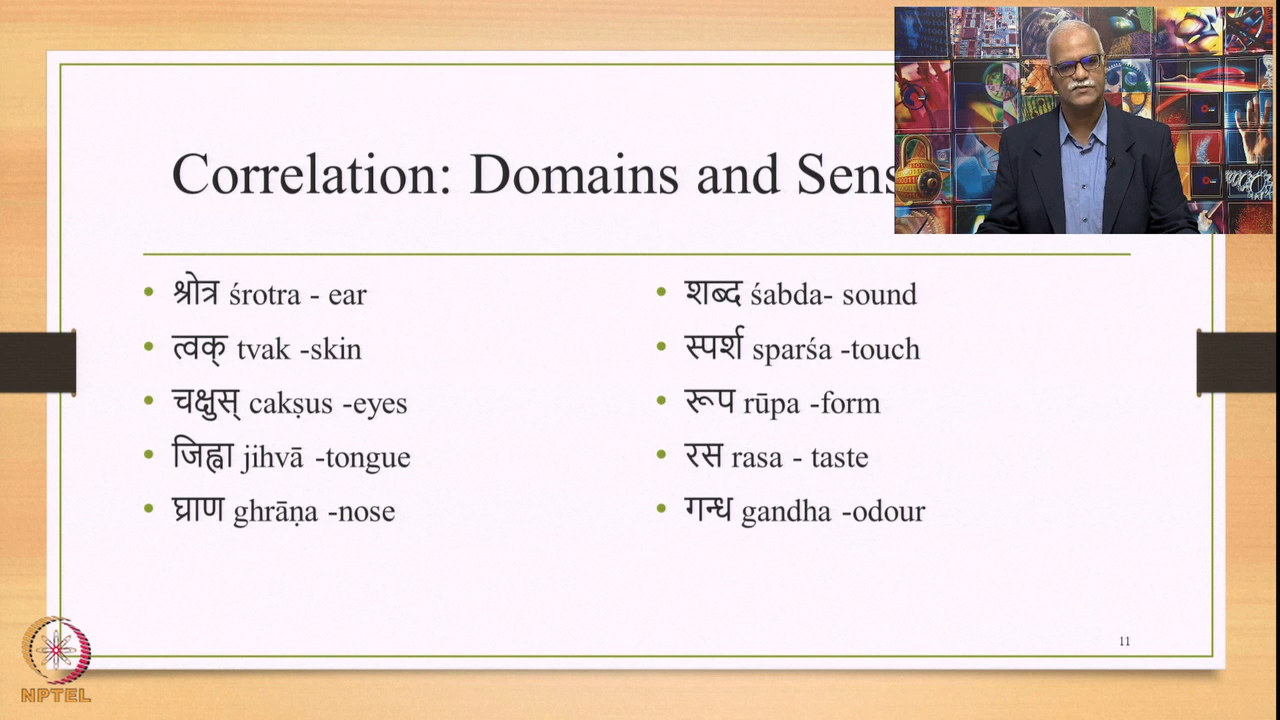 Correlation: Domains and Sens
• श्रोत्र śrotra - ear
• त्वक् tvak -skin
• चक्षुस् cakṣus -eyes
• जिह्वा jihvā -tongue
• घ्राण ghrāṇa -nose
• शब्द śabda- sound
• स्पर्श sparśa -touch
• रूप rūpa -form
• रस rasa - taste
• गन्ध gandha -odour
11
NPTEL